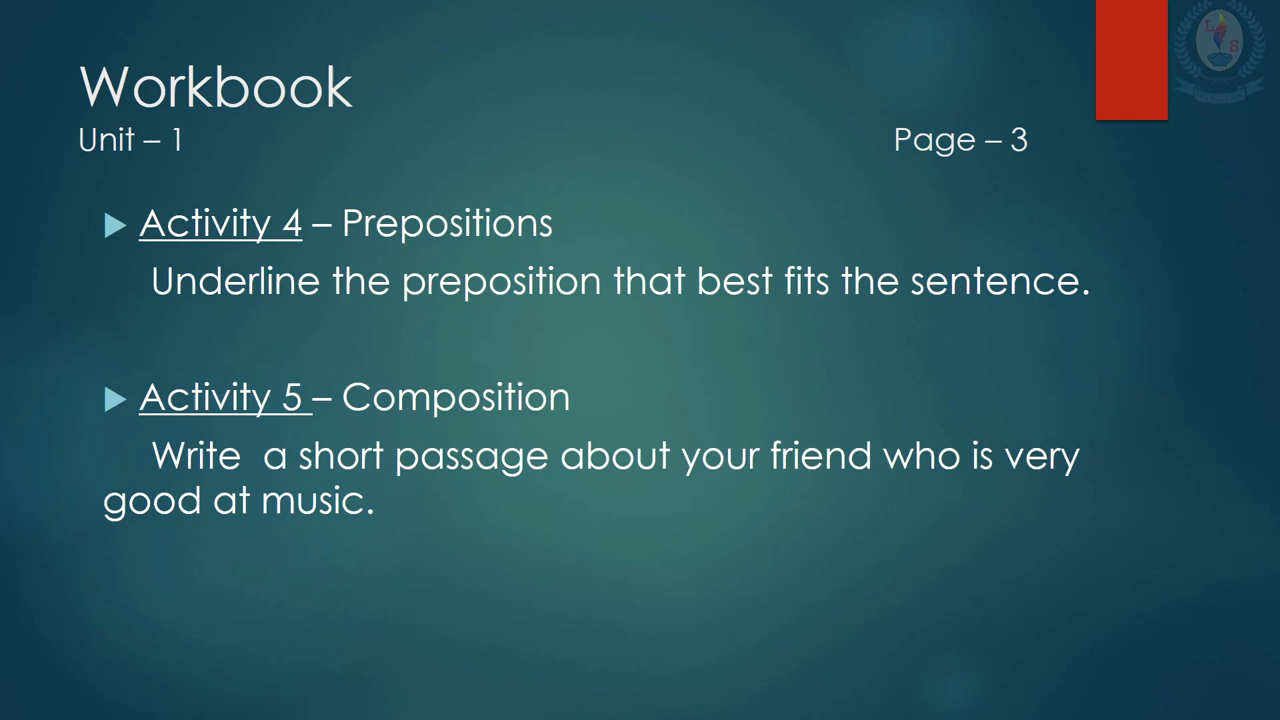 Workbook
Unit – 1 Page – 3
Activity 4 – Prepositions
Underline the preposition that best fits the sentence.
Activity 5 – Composition
Write a short passage about your friend who is very
good at music.
L S